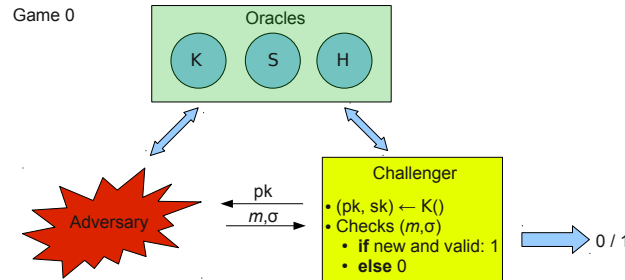 Game 0
Oracles
K S H
Challenger
pk
m,σ
Adversary
• (pk, sk) ← K()
• Checks (m,σ)
• if new and valid: 1
• else 0
0 / 1